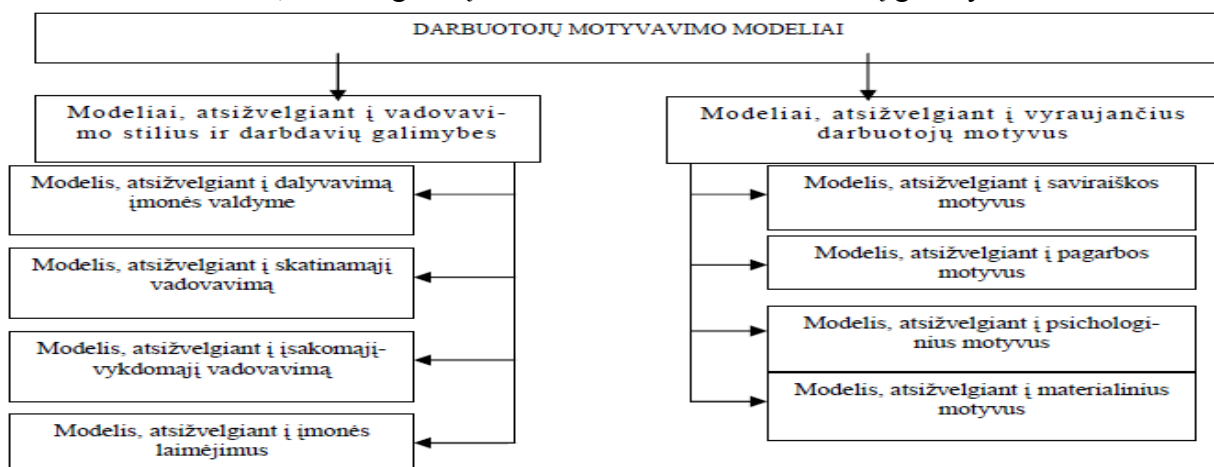 DARBUOTOJŲ MOTYVAVIMO MODELIAI
Modeliai, atsižvelgiant į vadovavi-
mo stilius ir darbdavių galimybes
Modelis, atsižvelgiant į dalyvavimą
įmonės valdyme
Modelis, atsižvelgiant į skatinamąjį
vadovavimą
Modelis, atsižvelgiant į įsakomąjį-
vykdomąjį vadovavimą
Modelis, atsižvelgiant į įmonės
laimėjimus
Modeliai, atsižvelgiant į vyraujančius
darbuotojų motyvus
Modelis, atsižvelgiant į saviraiškos
motyvus
Modelis, atsižvelgiant į pagarbos
motyvus
Modelis, atsižvelgiant į psichologi-
nius motyvus
Modelis, atsižvelgiant į materialinius
motyvus